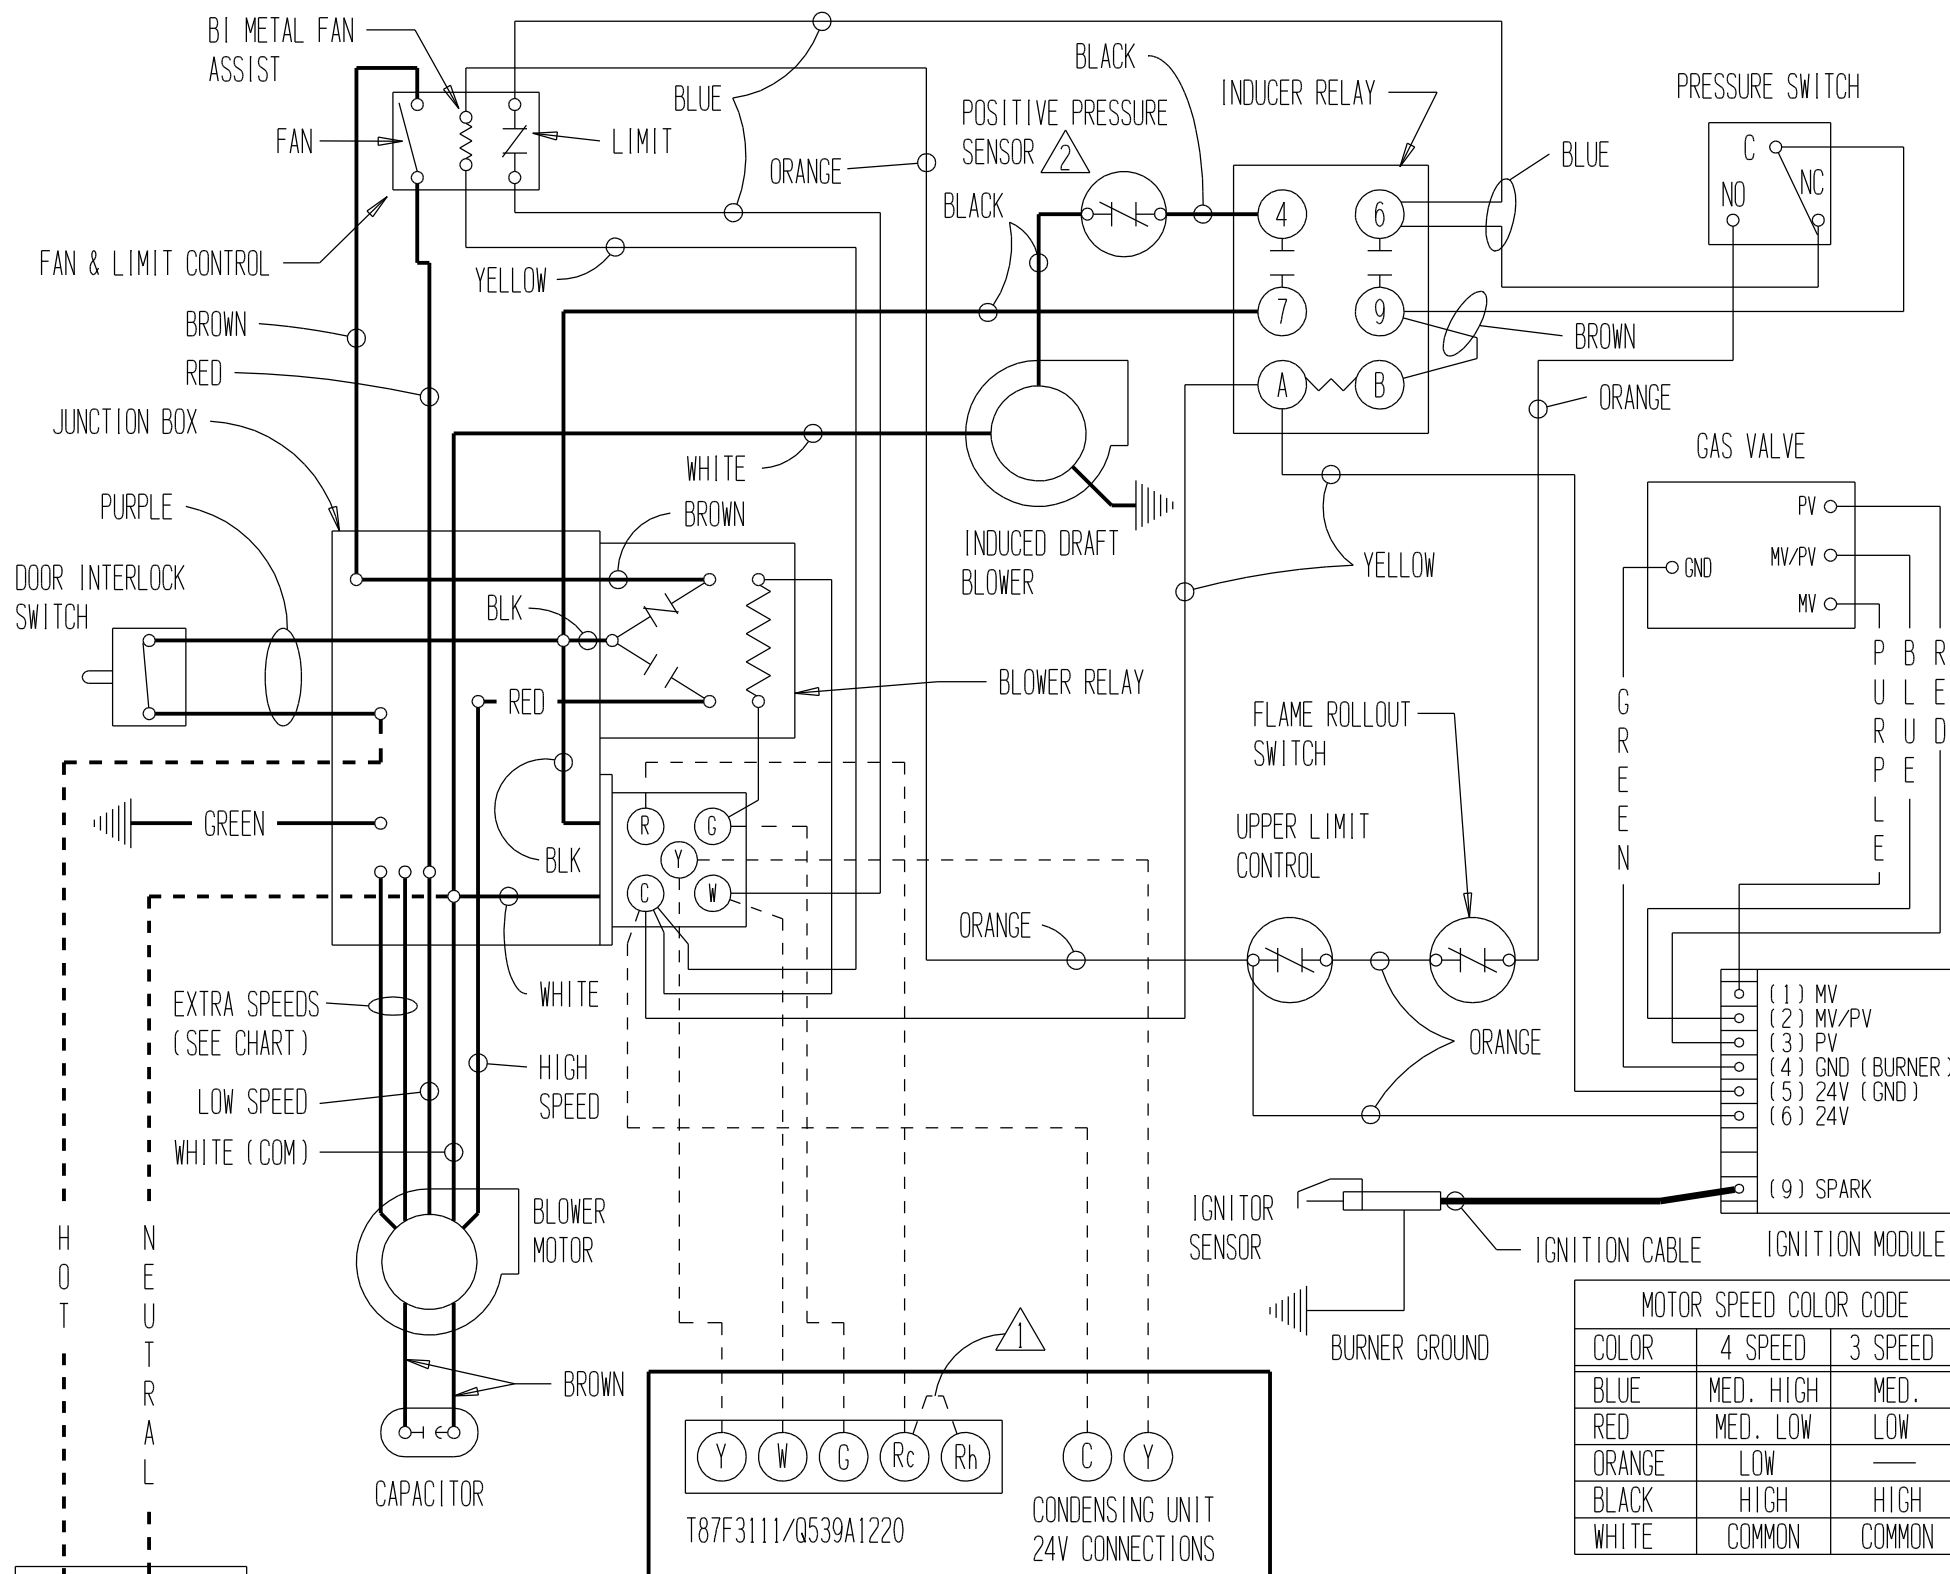 BI METAL FAN
ASSIST
FAN
LIMIT
FAN & LIMIT CONTROL
BROWN
RED
JUNCTION BOX
PURPLE
DOOR INTERLOCK
SWITCH
BLUE
ORANGE
YELLOW
BLACK
POSITIVE PRESSURE
SENSOR
2
BLACK
INDUCER RELAY
4
6
7
9
A
B
BLUE
BROWN
PRESSURE SWITCH
C
NO
NC
ORANGE
WHITE
BROWN
INDUCED DRAFT
BLOWER
YELLOW
GAS VALVE
PV
MV/PV
GND
MV
PURPLE
BLUE
RED
GREEN
BLK
RED
BLOWER RELAY
FLAME ROLLOUT
SWITCH
UPPER LIMIT
CONTROL
GREEN
BLK
R
G
Y
C
W
ORANGE
WHITE
ORANGE
EXTRA SPEEDS
(SEE CHART)
HIGH
SPEED
LOW SPEED
WHITE (COM)
(1) MV
(2) MV/PV
(3) PV
(4) GND (BURNER)
(5) 24V (GND)
(6) 24V
(9) SPARK
IGNITION MODULE
IGNITOR
SENSOR
IGNITION CABLE
BURNER GROUND
HOT
NEUTRAL
BLOWER
MOTOR
BROWN
CAPACITOR
1
Y W G Rc Rh
C Y
T87F3111/Q539A1220
CONDENSING UNIT
24V CONNECTIONS
MOTOR SPEED COLOR CODE
COLOR 4 SPEED 3 SPEED
BLUE MED. HIGH MED.
RED MED. LOW LOW
ORANGE LOW —
BLACK HIGH HIGH
WHITE COMMON COMMON